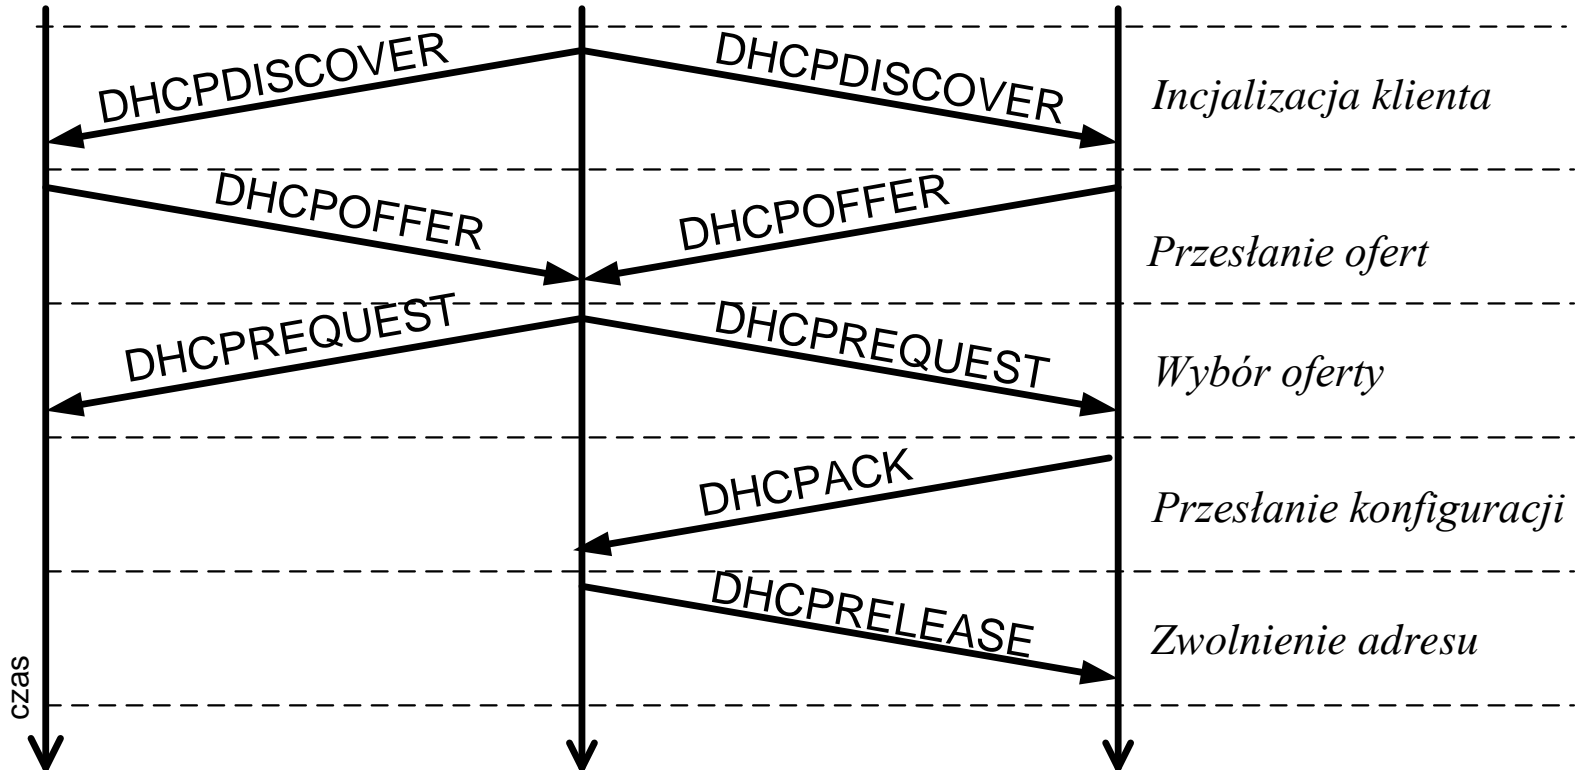 DHCPDISCOVER
DHCPDISCOVER
Incjalizacja klienta
DHCPOFFER
DHCPOFFER
Przesłanie ofert
DHCPREQUEST
DHCPREQUEST
Wybór oferty
DHCPACK
Przesłanie konfiguracji
DHCPRELEASE
Zwolnienie adresu
czas